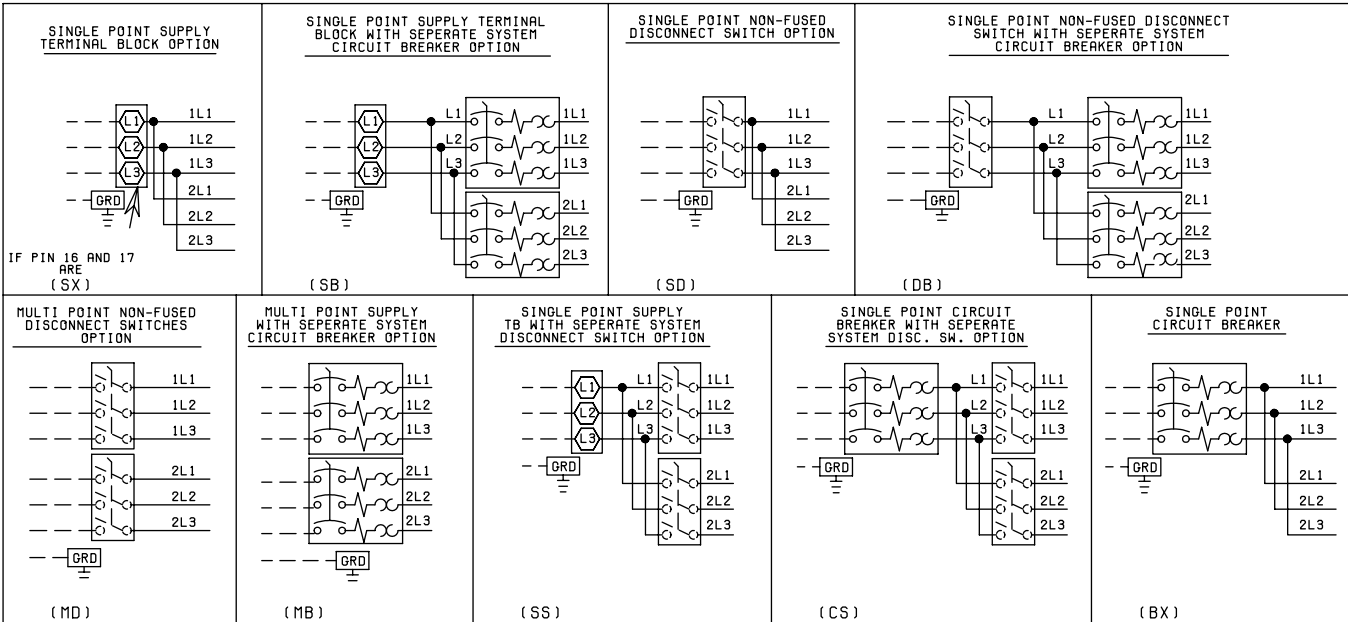 SINGLE POINT SUPPLY
TERMINAL BLOCK OPTION
L1
L2
L3
GRD
1L1
1L2
1L3
2L1
2L2
2L3
IF PIN 16 AND 17
ARE
(SX)
SINGLE POINT SUPPLY TERMINAL
BLOCK WITH SEPERATE SYSTEM
CIRCUIT BREAKER OPTION
L1
L2
L3
GRD
L1
L2
L3
1L1
1L2
1L3
2L1
2L2
2L3
(SB)
SINGLE POINT NON-FUSED
DISCONNECT SWITCH OPTION
GRD
1L1
1L2
1L3
2L1
2L2
2L3
(SD)
SINGLE POINT NON-FUSED DISCONNECT
SWITCH WITH SEPERATE SYSTEM
CIRCUIT BREAKER OPTION
GRD
L1
L2
L3
1L1
1L2
1L3
2L1
2L2
2L3
(DB)
MULTI POINT NON-FUSED
DISCONNECT SWITCHES
OPTION
1L1
1L2
1L3
2L1
2L2
2L3
GRD
(MD)
MULTI POINT SUPPLY
WITH SEPERATE SYSTEM
CIRCUIT BREAKER OPTION
1L1
1L2
1L3
2L1
2L2
2L3
GRD
(MB)
SINGLE POINT SUPPLY
TB WITH SEPERATE SYSTEM
DISCONNECT SWITCH OPTION
L1
L2
L3
GRD
L1
L2
L3
1L1
1L2
1L3
2L1
2L2
2L3
(SS)
SINGLE POINT CIRCUIT
BREAKER WITH SEPERATE
SYSTEM DISC. SW. OPTION
GRD
L1
L2
L3
1L1
1L2
1L3
2L1
2L2
2L3
(CS)
SINGLE POINT
CIRCUIT BREAKER
GRD
1L1
1L2
1L3
2L1
2L2
2L3
(BX)